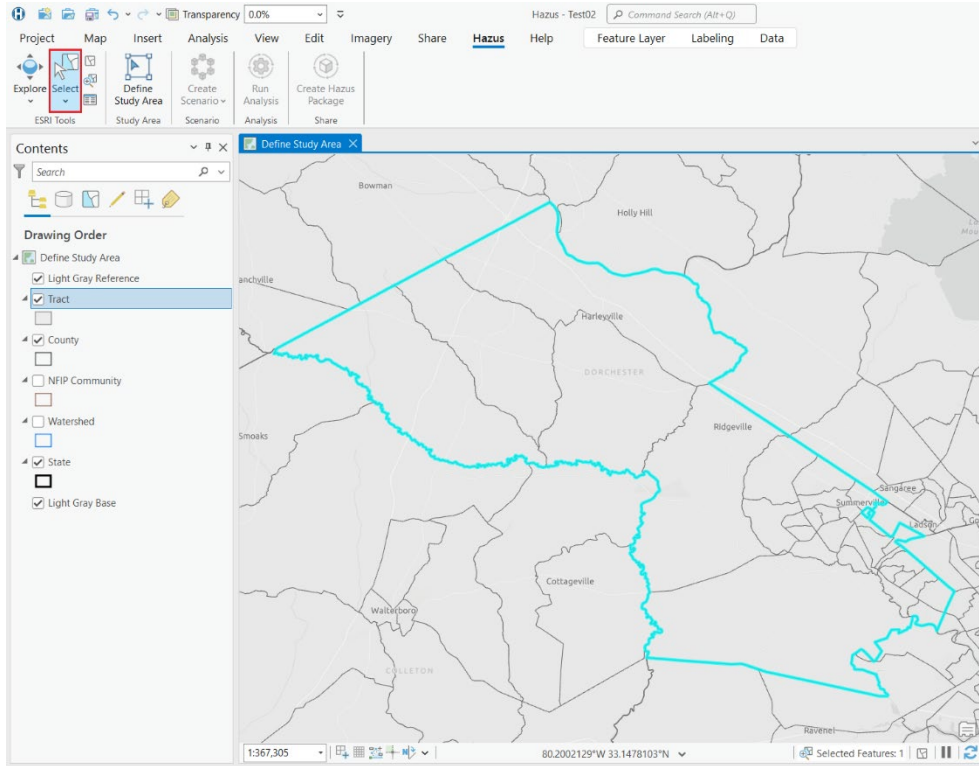 Transparency 0.0% Hazus - Test02 Command Search (Alt+Q)
Project Map Insert Analysis View Edit Imagery Share Hazus Help Feature Layer Labeling Data
Explore Select Define Study Area Create Scenario Run Analysis Create Hazus Package
ESRI Tools Study Area Scenario Analysis Share
Contents
Define Study Area
Search
Drawing Order
Define Study Area
Light Gray Reference
Tract
County
NFIP Community
Watershed
State
Light Gray Base
Bowman
Holly Hill
anchville
Harleyville
DORCHESTER
Smoaks
Ridgeville
Sangaree
Summerville
Ladson
Cottageville
Walterboro
COLLETON
Ravenel
1:367,305 80.2002129°W 33.1478103°N Selected Features: 1